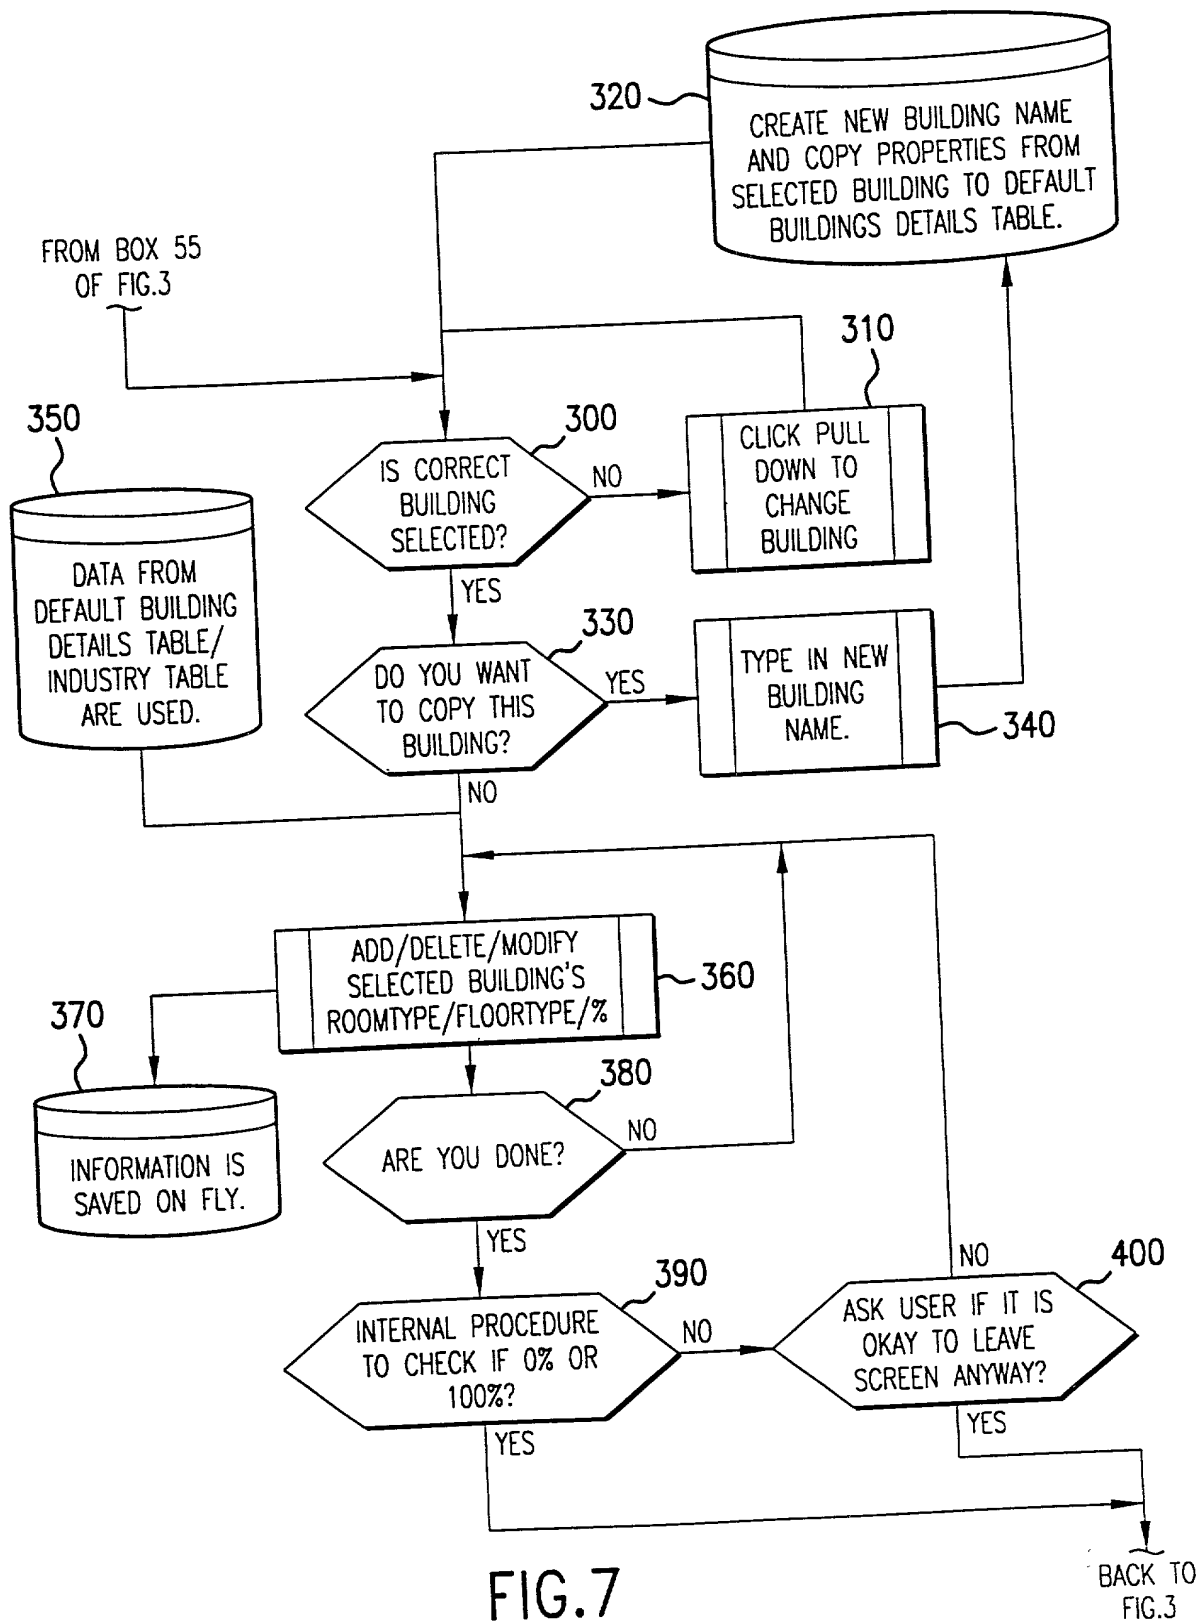 320
CREATE NEW BUILDING NAME
AND COPY PROPERTIES FROM
SELECTED BUILDING TO DEFAULT
BUILDINGS DETAILS TABLE.
FROM BOX 55
OF FIG.3
310
350
300
IS CORRECT
BUILDING
SELECTED?
NO
CLICK PULL
DOWN TO
CHANGE
BUILDING
DATA FROM
DEFAULT BUILDING
DETAILS TABLE/
INDUSTRY TABLE
ARE USED.
YES
330
DO YOU WANT
TO COPY THIS
BUILDING?
YES
TYPE IN NEW
BUILDING
NAME.
340
NO
ADD/DELETE/MODIFY
SELECTED BUILDING'S
ROOMTYPE/FLOORTYPE/%
360
370
INFORMATION IS
SAVED ON FLY.
380
ARE YOU DONE?
NO
YES
390
INTERNAL PROCEDURE
TO CHECK IF 0% OR
100%?
NO
NO
400
ASK USER IF IT IS
OKAY TO LEAVE
SCREEN ANYWAY?
YES
YES
BACK TO
FIG.3
FIG.7